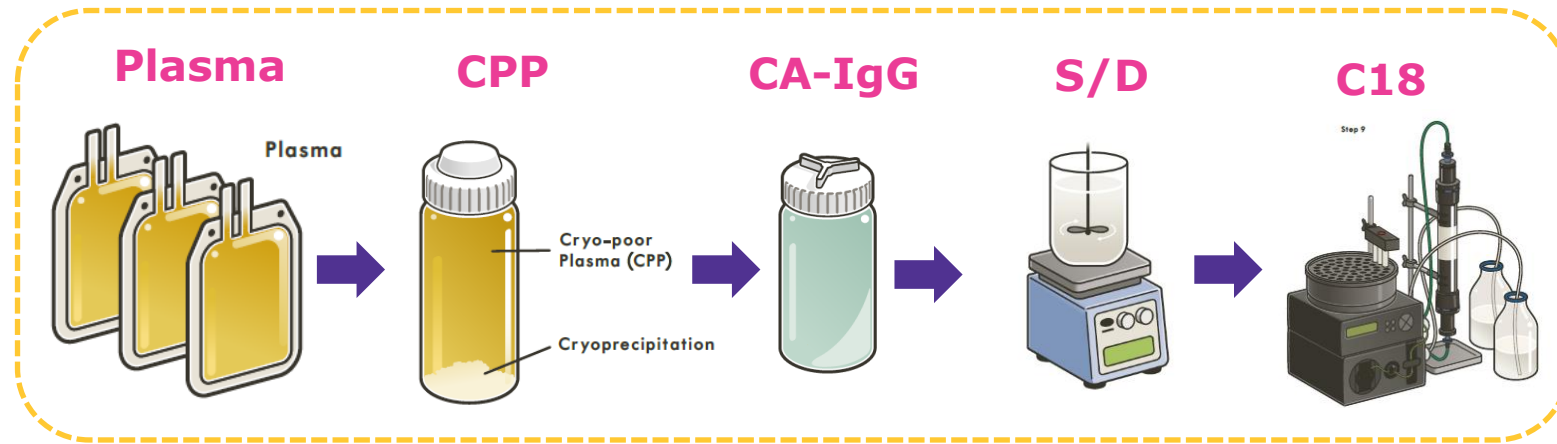 Plasma
CPP
CA-IgG
S/D
C18
Plasma
Cryo-poor
Plasma (CPP)
Cryoprecipitation
Step 9